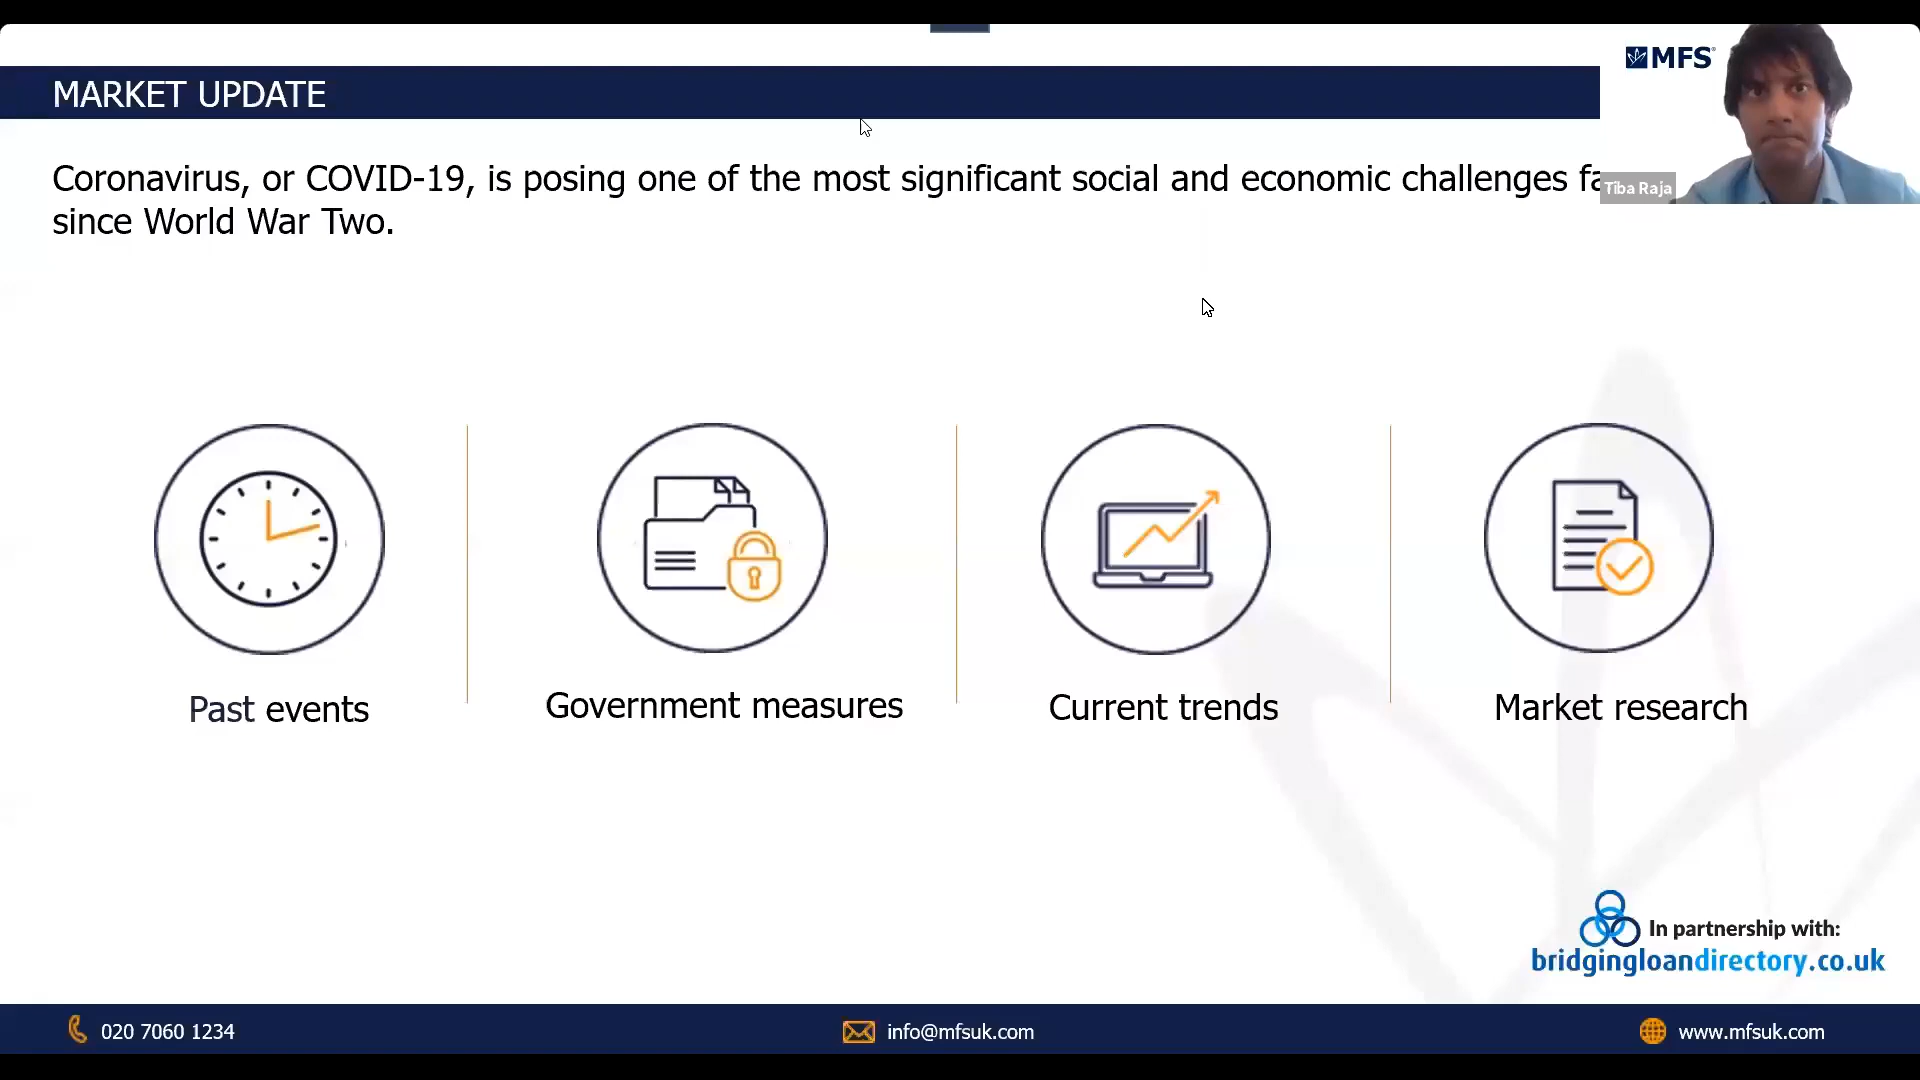 MFS
MARKET UPDATE
Coronavirus, or COVID-19, is posing one of the most significant social and economic challenges
since World War Two.
Tiba Raja
Past events
Government measures
Current trends
Market research
In partnership with:
bridgingloandirectory.co.uk
020 7060 1234
info@mfsuk.com
www.mfsuk.com